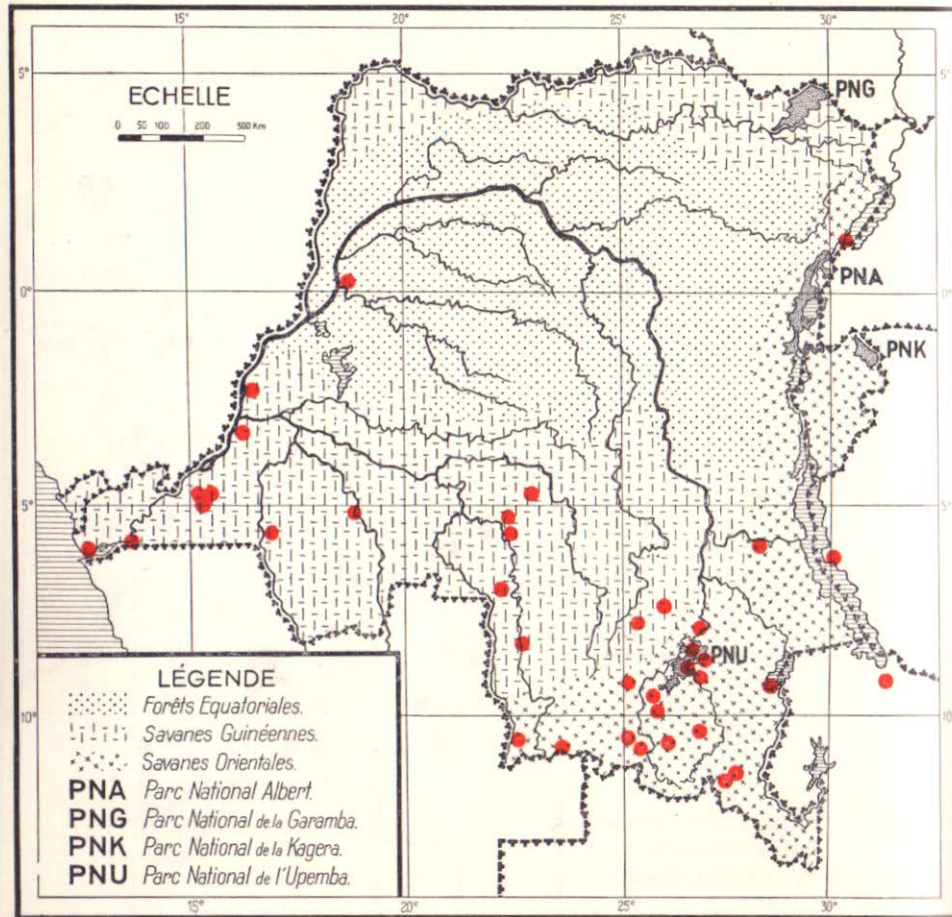 15° 20° 25° 30°
5° 5°
ECHELLE
0 50 100 200 300 Km
PNG
PNA
0° 0°
PNK
5° 5°
PNU
10° 10°
LÉGENDE
Forêts Equatoriales.
Savanes Guinéennes.
Savanes Orientales.
PNA Parc National Albert.
PNG Parc National de la Garamba.
PNK Parc National de la Kagera.
PNU Parc National de l'Upemba.
15° 20° 25° 30°